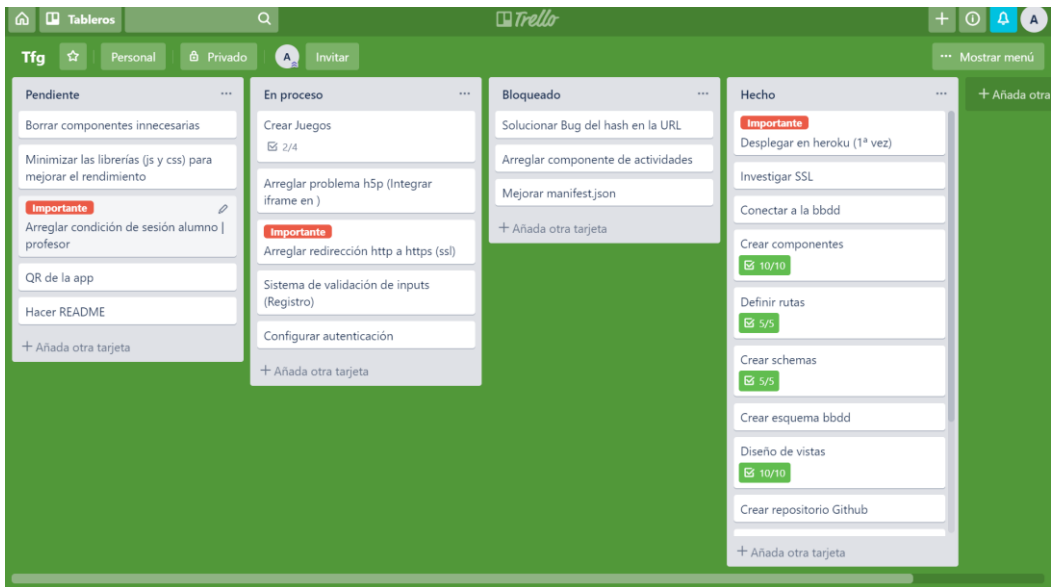 Tableros
Trello
A
Tfg
Personal
Privado
A
Invitar
... Mostrar menú
Pendiente ...
Borrar componentes innecesarias
Minimizar las librerías (js y css) para
mejorar el rendimiento
Importante
Arreglar condición de sesión alumno |
profesor
QR de la app
Hacer README
+ Añada otra tarjeta
En proceso ...
Crear Juegos
2/4
Arreglar problema h5p (Integrar
iframe en )
Importante
Arreglar redirección http a https (ssl)
Sistema de validación de inputs
(Registro)
Configurar autenticación
+ Añada otra tarjeta
Bloqueado ...
Solucionar Bug del hash en la URL
Arreglar componente de actividades
Mejorar manifest.json
+ Añada otra tarjeta
Hecho ...
Importante
Desplegar en heroku (1ª vez)
Investigar SSL
Conectar a la bbdd
Crear componentes
10/10
Definir rutas
5/5
Crear schemas
5/5
Crear esquema bbdd
Diseño de vistas
10/10
Crear repositorio Github
+ Añada otra tarjeta
+ Añada otra